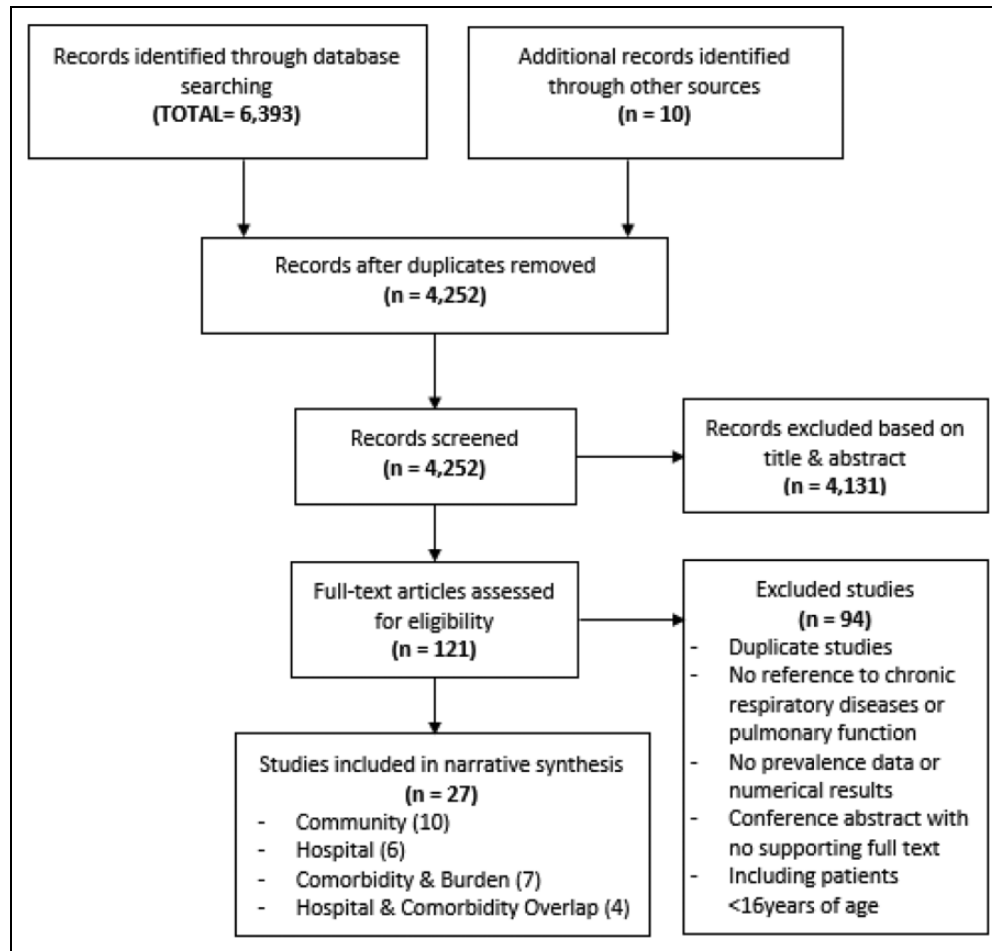 Records identified through database
searching
(TOTAL= 6,393)
Additional records identified
through other sources
(n = 10)
Records after duplicates removed
(n = 4,252)
Records screened
(n = 4,252)
Records excluded based on
title & abstract
(n = 4,131)
Full-text articles assessed
for eligibility
(n = 121)
Excluded studies
(n = 94)
- Duplicate studies
- No reference to chronic
respiratory diseases or
pulmonary function
- No prevalence data or
numerical results
- Conference abstract with
no supporting full text
- Including patients
<16years of age
Studies included in narrative synthesis
(n = 27)
- Community (10)
- Hospital (6)
- Comorbidity & Burden (7)
- Hospital & Comorbidity Overlap (4)